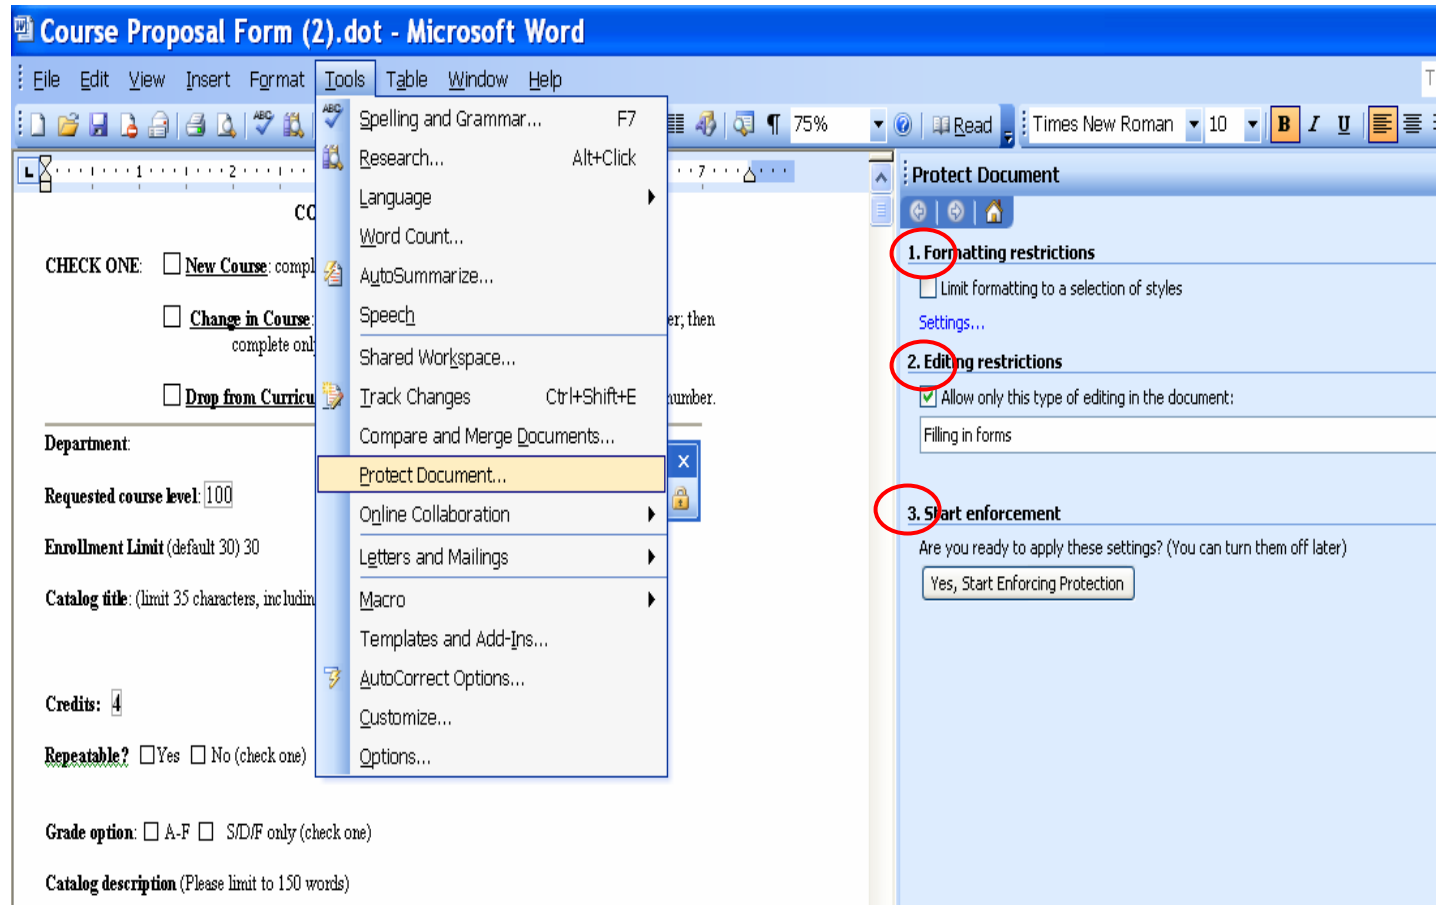 Course Proposal Form (2).dot - Microsoft Word
File Edit View Insert Format Tools Table Window Help
75% Read Times New Roman 10 B I U
1 2 7
CO
CHECK ONE: New Course: compl
Change in Course: er; then
complete onl
Drop from Curricu number.
Department:
Requested course level: 100
Enrollment Limit (default 30) 30
Catalog title: (limit 35 characters, includin
Credits: 4
Repeatable? Yes No (check one)
Grade option: A-F S/D/F only (check one)
Catalog description (Please limit to 150 words)
Spelling and Grammar... F7
Research... Alt+Click
Language
Word Count...
AutoSummarize...
Speech
Shared Workspace...
Track Changes Ctrl+Shift+E
Compare and Merge Documents...
Protect Document...
Online Collaboration
Letters and Mailings
Macro
Templates and Add-Ins...
AutoCorrect Options...
Customize...
Options...
Protect Document
1. Formatting restrictions
Limit formatting to a selection of styles
Settings...
2. Editing restrictions
Allow only this type of editing in the document:
Filling in forms
3. Start enforcement
Are you ready to apply these settings? (You can turn them off later)
Yes, Start Enforcing Protection